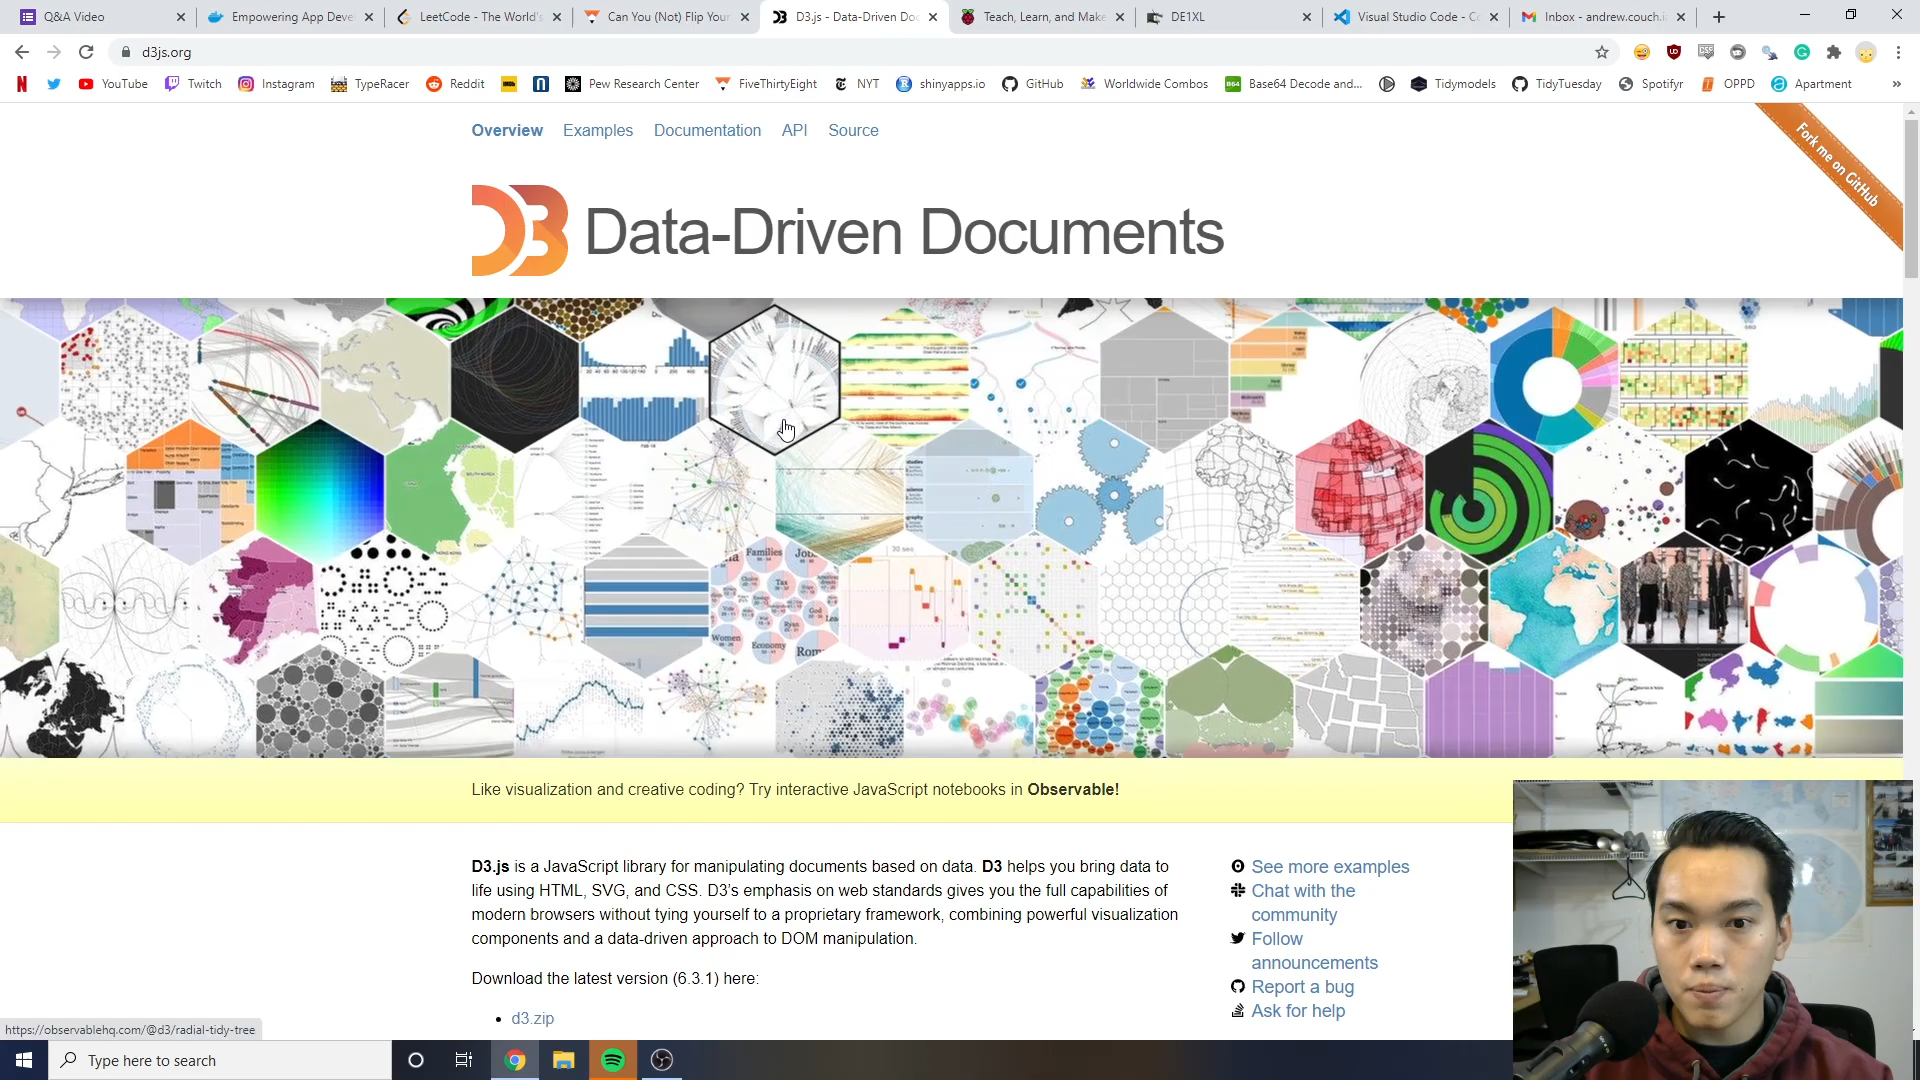 Q&A Video
Empowering App Deve
LeetCode - The World's
Can You (Not) Flip Your
D3.js - Data-Driven Doc
Teach, Learn, and Make
DE1XL
Visual Studio Code - Co
Inbox - andrew.couch.i
d3js.org
YouTube
Twitch
Instagram
TypeRacer
Reddit
Pew Research Center
FiveThirtyEight
NYT
shinyapps.io
GitHub
Worldwide Combos
Base64 Decode and...
Tidymodels
TidyTuesday
Spotifyr
OPPD
Apartment
Overview Examples Documentation API Source
Fork me on GitHub
D3 Data-Driven Documents
Families
Tax
God
Ryan
Women
Economy
Like visualization and creative coding? Try interactive JavaScript notebooks in Observable!
D3.js is a JavaScript library for manipulating documents based on data. D3 helps you bring data to
life using HTML, SVG, and CSS. D3's emphasis on web standards gives you the full capabilities of
modern browsers without tying yourself to a proprietary framework, combining powerful visualization
components and a data-driven approach to DOM manipulation.
Download the latest version (6.3.1) here:
• d3.zip
See more examples
Chat with the
community
Follow
announcements
Report a bug
Ask for help
https://observablehq.com/@d3/radial-tidy-tree
Type here to search